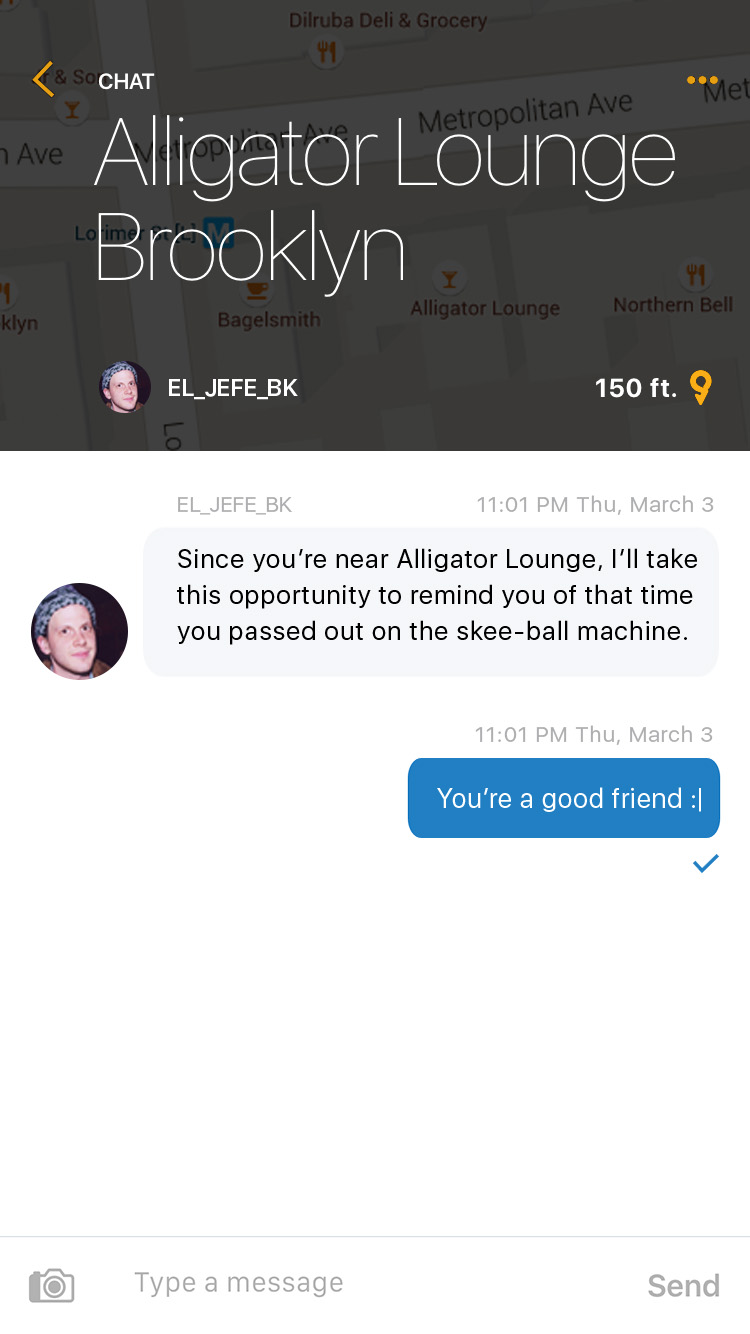 Dilruba Deli & Grocery
r & Son
CHAT
Met
Metropolitan Ave
Metropolitan Ave
n Ave
Alligator Lounge
Brooklyn
Lorimer St [L] M
klyn
Bagelsmith
Alligator Lounge
Northern Bell
EL_JEFE_BK
150 ft.
Lo
EL_JEFE_BK 11:01 PM Thu, March 3
Since you’re near Alligator Lounge, I’ll take
this opportunity to remind you of that time
you passed out on the skee-ball machine.
11:01 PM Thu, March 3
You’re a good friend :|
Type a message
Send